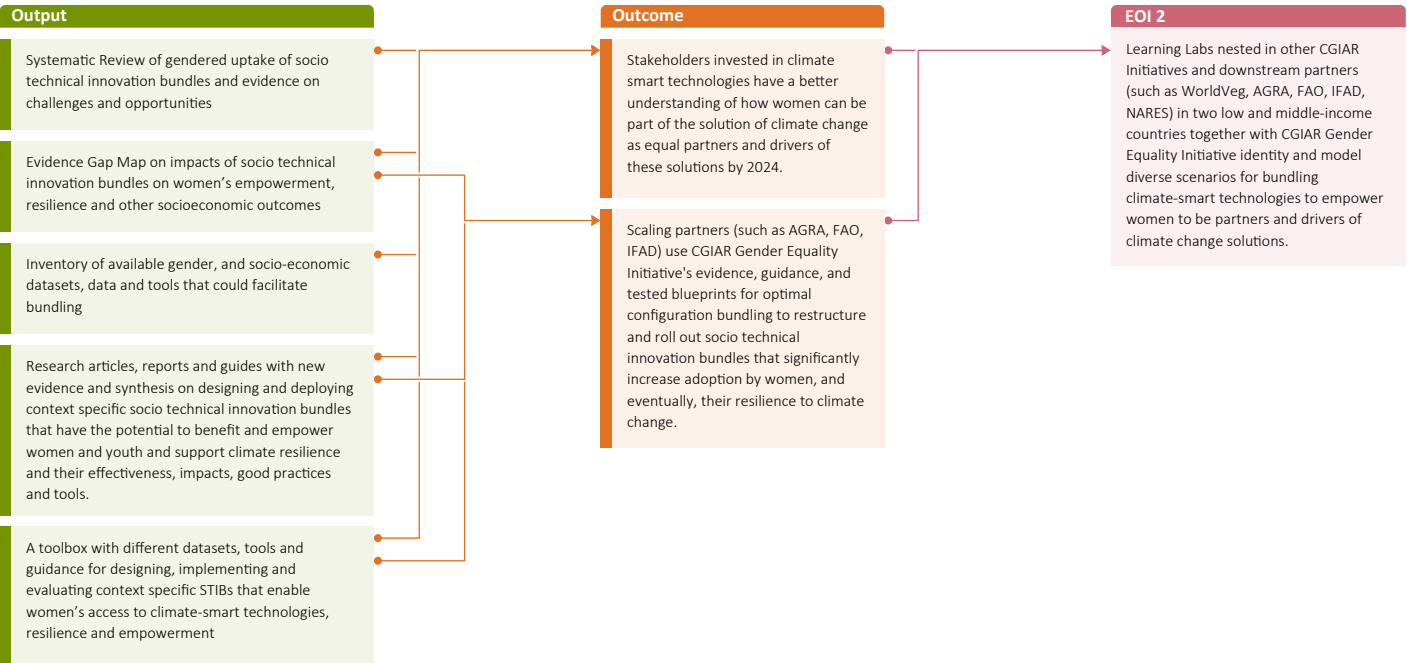 Output
Systematic Review of gendered uptake of socio
technical innovation bundles and evidence on
challenges and opportunities
Evidence Gap Map on impacts of socio technical
innovation bundles on women's empowerment,
resilience and other socioeconomic outcomes
Inventory of available gender, and socio-economic
datasets, data and tools that could facilitate
bundling
Research articles, reports and guides with new
evidence and synthesis on designing and deploying
context specific socio technical innovation bundles
that have the potential to benefit and empower
women and youth and support climate resilience
and their effectiveness, impacts, good practices
and tools.
A toolbox with different datasets, tools and
guidance for designing, implementing and
evaluating context specific STIBs that enable
women's access to climate-smart technologies,
resilience and empowerment
Outcome
Stakeholders invested in climate
smart technologies have a better
understanding of how women can be
part of the solution of climate change
as equal partners and drivers of
these solutions by 2024.
Scaling partners (such as AGRA, FAO,
IFAD) use CGIAR Gender Equality
Initiative's evidence, guidance, and
tested blueprints for optimal
configuration bundling to restructure
and roll out socio technical
innovation bundles that significantly
increase adoption by women, and
eventually, their resilience to climate
change.
EOI 2
Learning Labs nested in other CGIAR
Initiatives and downstream partners
(such as WorldVeg, AGRA, FAO, IFAD,
NARES) in two low and middle-income
countries together with CGIAR Gender
Equality Initiative identity and model
diverse scenarios for bundling
climate-smart technologies to empower
women to be partners and drivers of
climate change solutions.